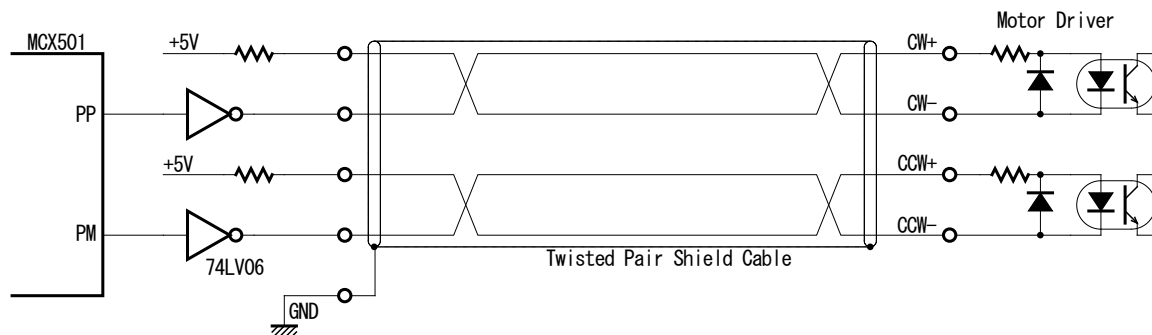 Motor Driver
MCX501
+5V
CW+
PP
CW-
+5V
CCW+
PM
CCW-
74LV06
Twisted Pair Shield Cable
GND